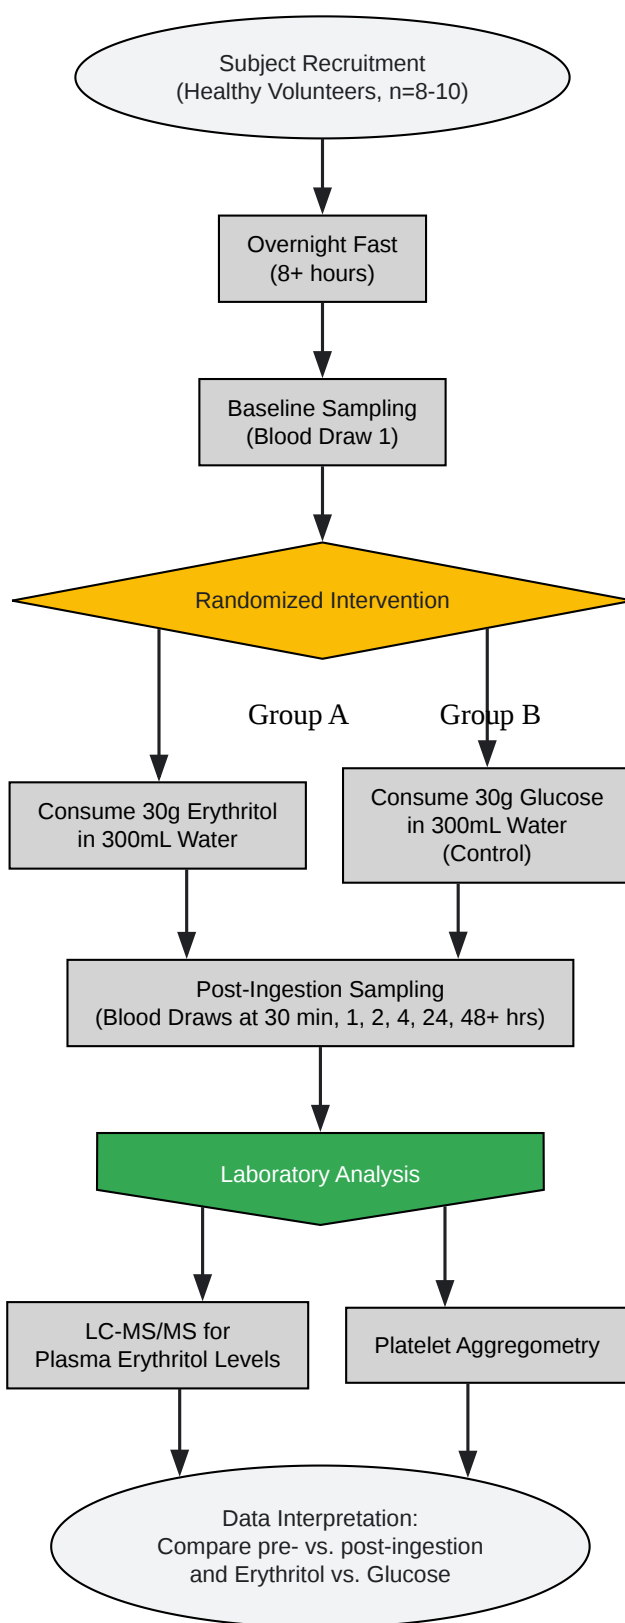 Subject Recruitment
(Healthy Volunteers, n=8-10)
Overnight Fast
(8+ hours)
Baseline Sampling
(Blood Draw 1)
Randomized Intervention
Group A
Group B
Consume 30g Erythritol
in 300mL Water
Consume 30g Glucose
in 300mL Water
(Control)
Post-Ingestion Sampling
(Blood Draws at 30 min, 1, 2, 4, 24, 48+ hrs)
Laboratory Analysis
LC-MS/MS for
Plasma Erythritol Levels
Platelet Aggregometry
Data Interpretation:
Compare pre- vs. post-ingestion
and Erythritol vs. Glucose